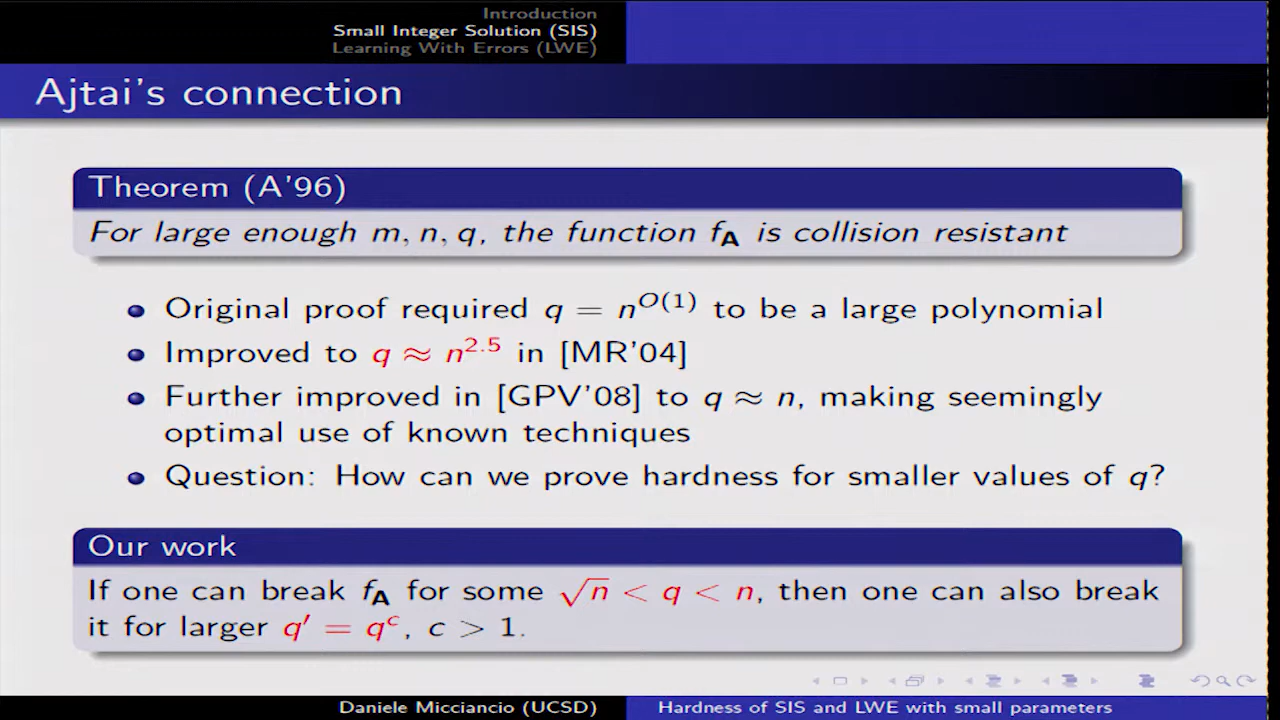 Introduction
Small Integer Solution (SIS)
Learning With Errors (LWE)
Ajtai's connection
Theorem (A'96)
For large enough m, n, q, the function f_A is collision resistant
Original proof required q = n^{O(1)} to be a large polynomial
Improved to q ≈ n^{2.5} in [MR'04]
Further improved in [GPV'08] to q ≈ n, making seemingly
optimal use of known techniques
Question: How can we prove hardness for smaller values of q?
Our work
If one can break f_A for some √n < q < n, then one can also break
it for larger q′ = q^c, c > 1.
Daniele Micciancio (UCSD)
Hardness of SIS and LWE with small parameters